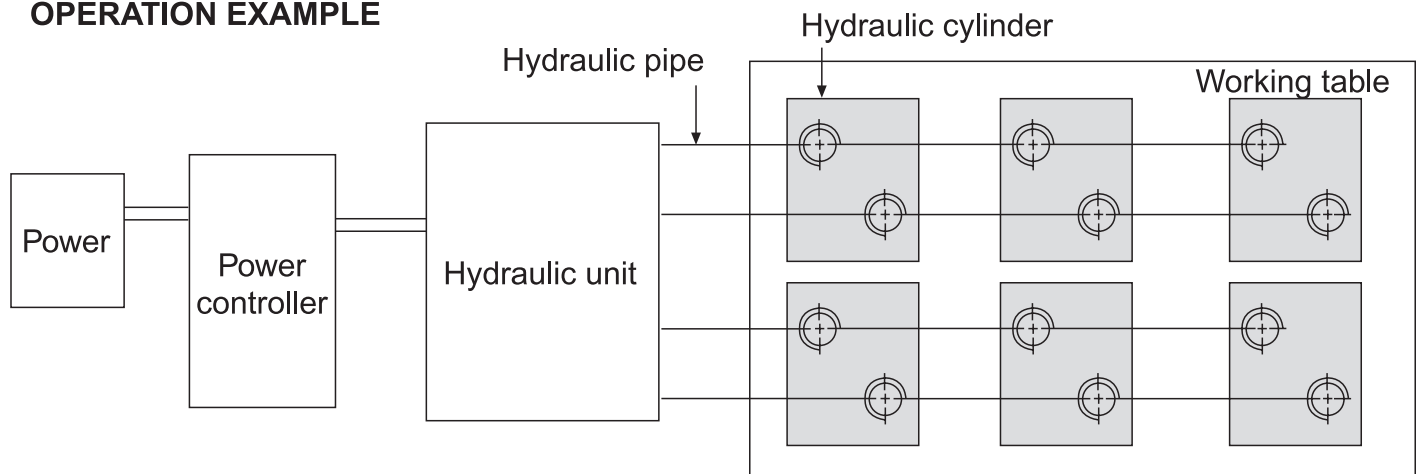 OPERATION EXAMPLE
Hydraulic cylinder
Hydraulic pipe
Working table
Power
Power
controller
Hydraulic unit